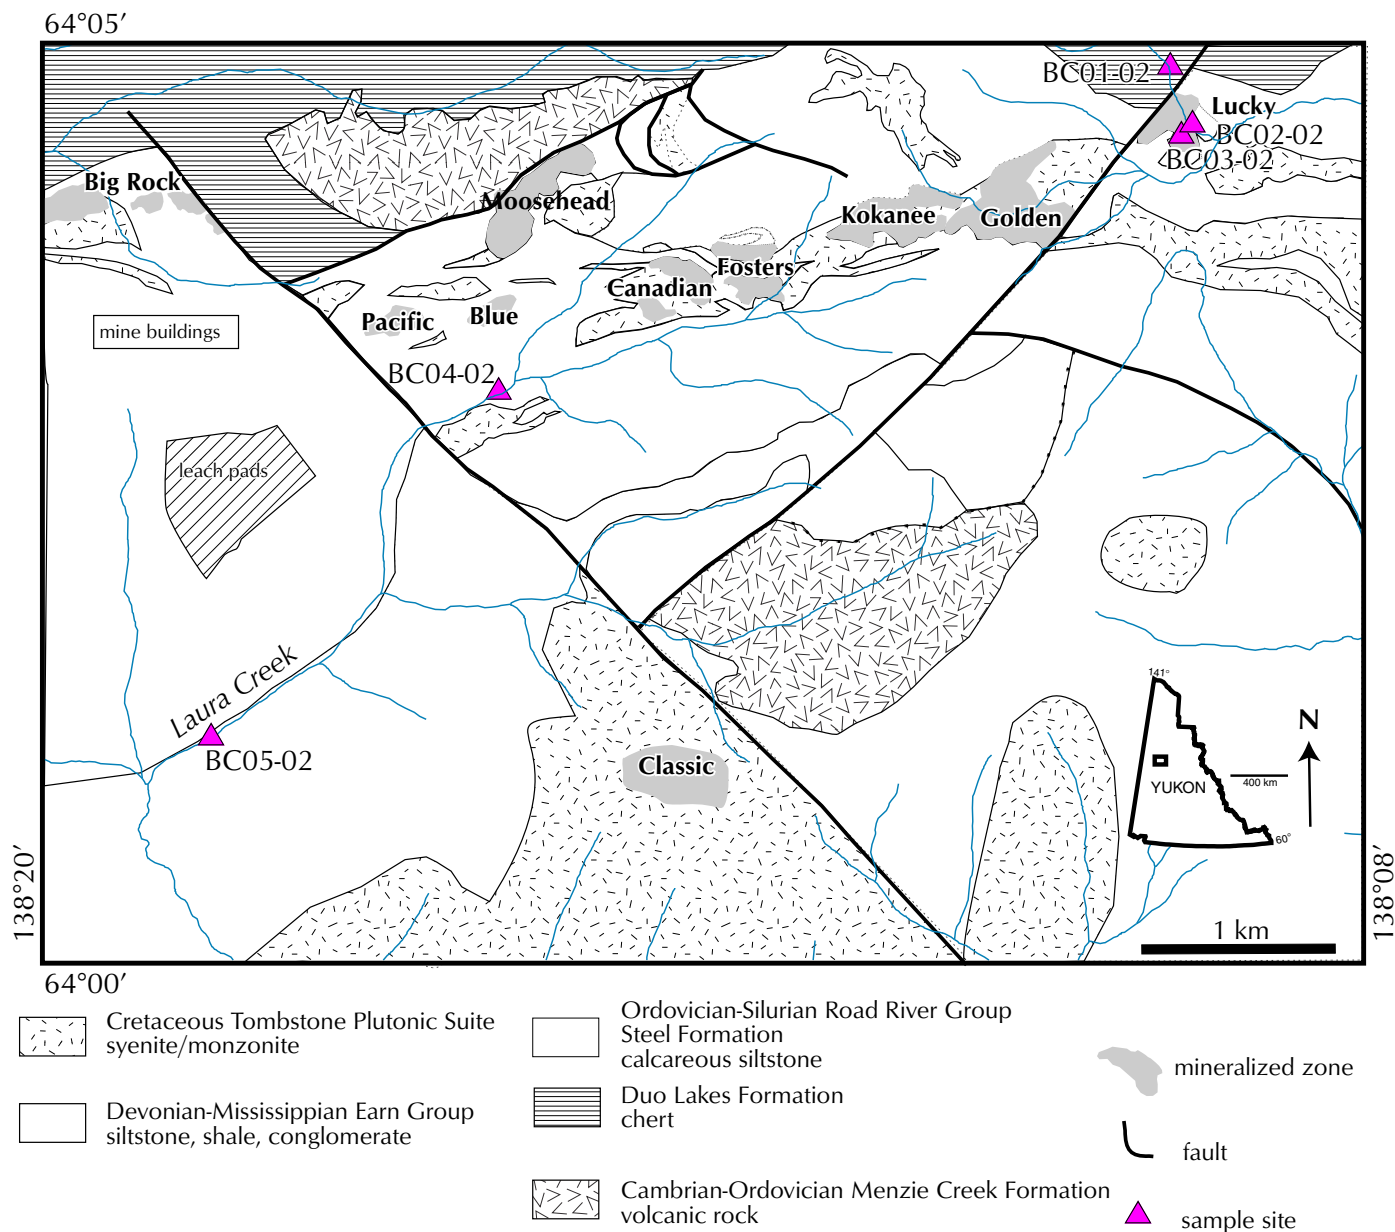 64°05′
BC01-02
Lucky
BC02-02
BC03-02
Big Rock
Moosehead
Kokanee
Golden
Fosters
Canadian
Pacific
Blue
mine buildings
BC04-02
leach pads
Laura Creek
BC05-02
Classic
141°
N
YUKON
400 km
60°
138°20′
138°08′
1 km
64°00′
Cretaceous Tombstone Plutonic Suite
syenite/monzonite
Devonian-Mississippian Earn Group
siltstone, shale, conglomerate
Ordovician-Silurian Road River Group
Steel Formation
calcareous siltstone
Duo Lakes Formation
chert
Cambrian-Ordovician Menzie Creek Formation
volcanic rock
mineralized zone
fault
sample site